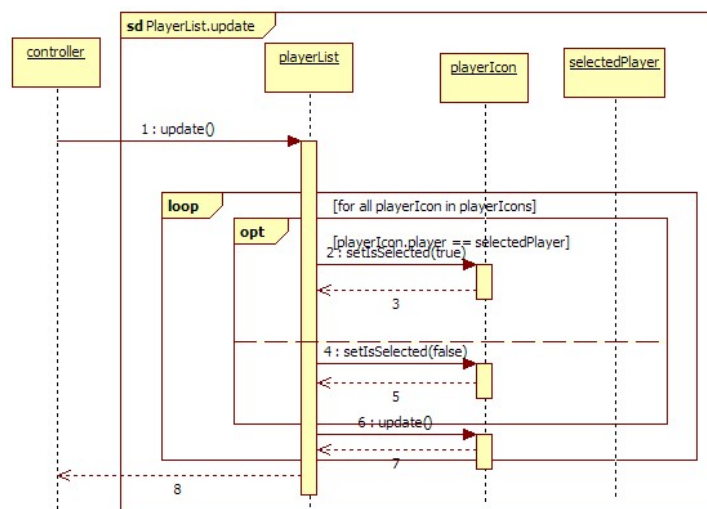 sd PlayerList.update
controller
playerList
playerIcon
selectedPlayer
1 : update()
loop
[for all playerIcon in playerIcons]
opt
[playerIcon.player == selectedPlayer]
2 : setIsSelected(true)
3
4 : setIsSelected(false)
5
6 : update()
7
8